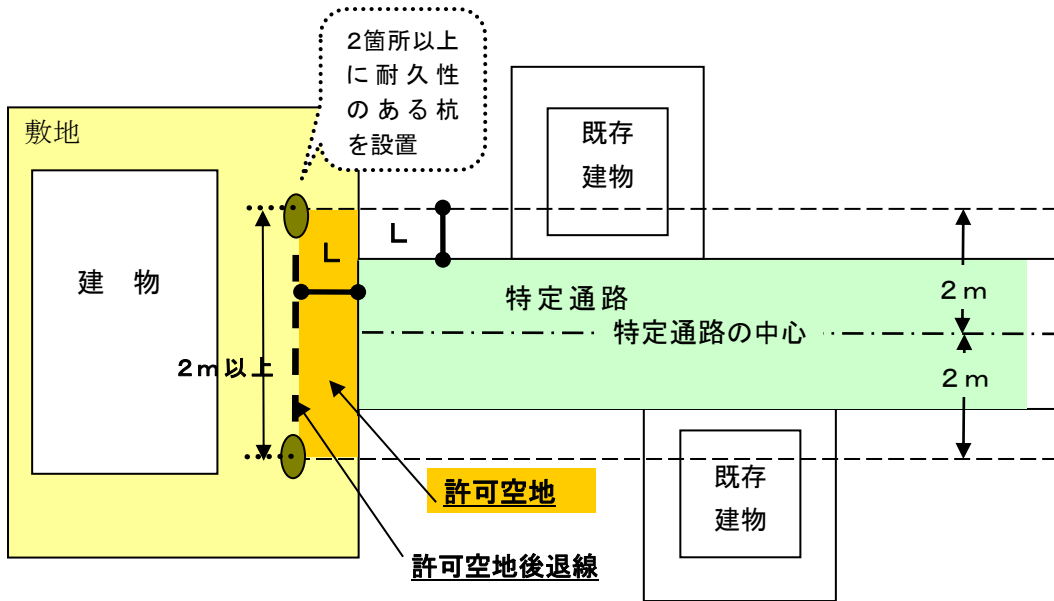 2箇所以上
に耐久性
のある杭
を設置
敷地
既存
建物
L
L
建 物
特定通路
2m
特定通路の中心
2m以上
2m
許可空地
既存
建物
許可空地後退線